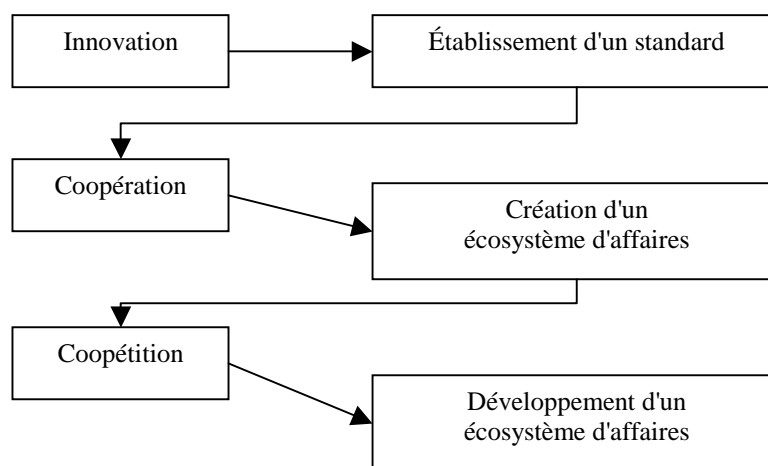 Innovation
Établissement d'un standard
Coopération
Création d'un
écosystème d'affaires
Coopétition
Développement d'un
écosystème d'affaires